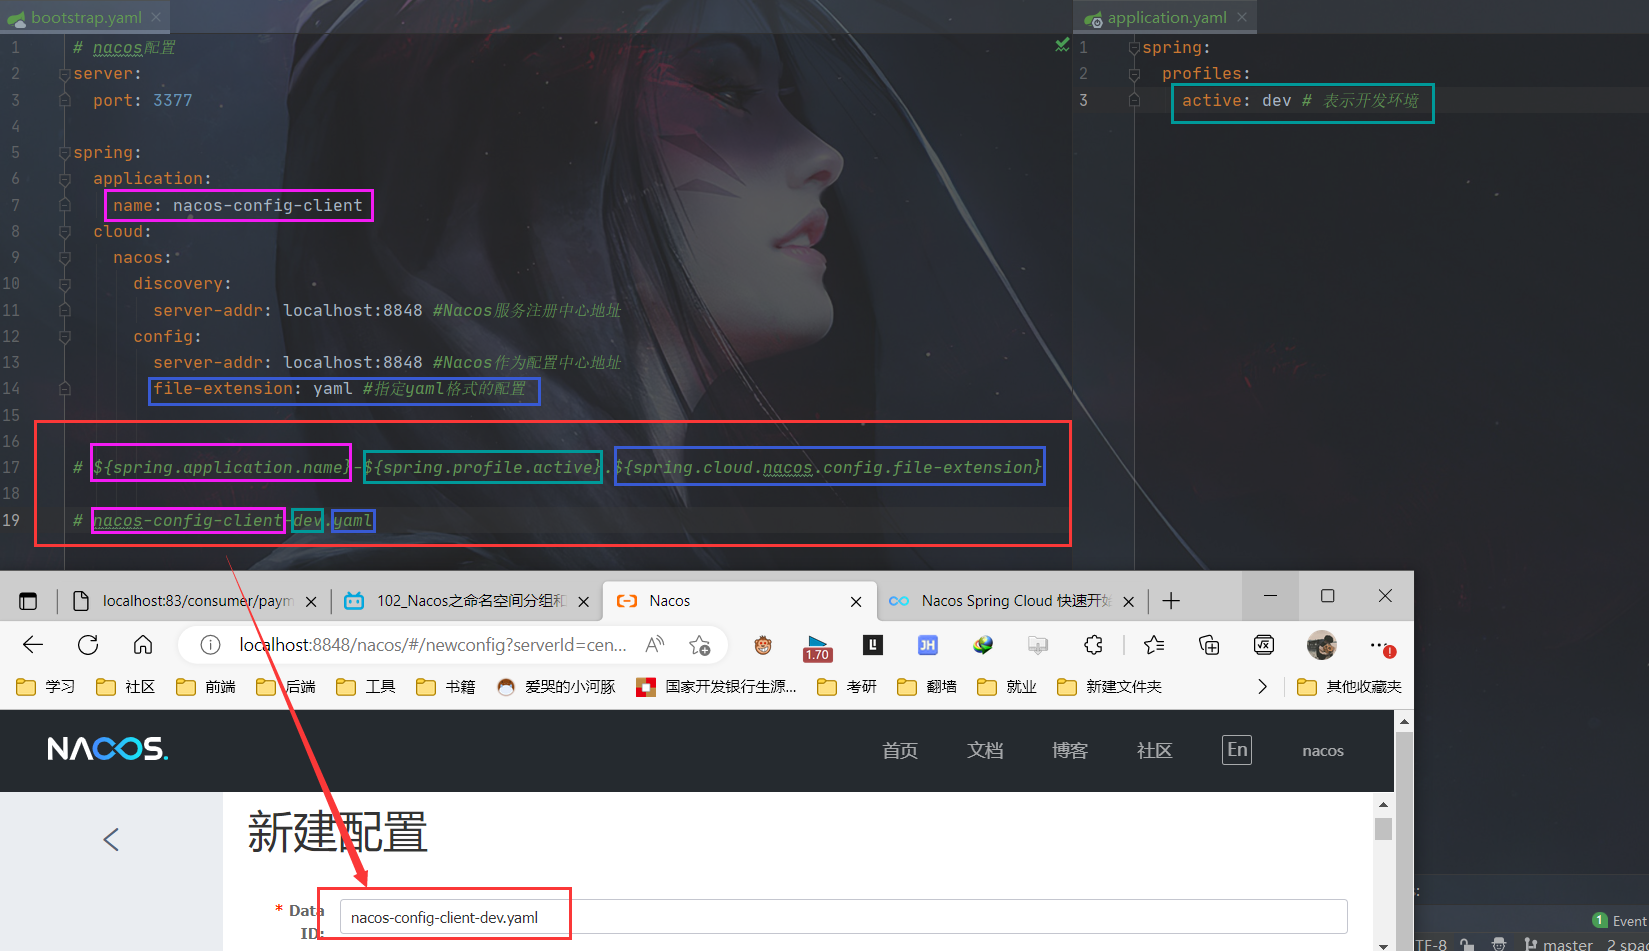 bootstrap.yaml
application.yaml
1 # nacos配置
2 server:
3 port: 3377
4
5 spring:
6 application:
7 name: nacos-config-client
8 cloud:
9 nacos:
10 discovery:
11 server-addr: localhost:8848 #Nacos服务注册中心地址
12 config:
13 server-addr: localhost:8848 #Nacos作为配置中心地址
14 file-extension: yaml #指定yaml格式的配置
15
16
17 # ${spring.application.name}-${spring.profile.active}.${spring.cloud.nacos.config.file-extension}
18
19 # nacos-config-client-dev.yaml
1 spring:
2 profiles:
3 active: dev # 表示开发环境
localhost:83/consumer/paym
102_Nacos之命名空间分组和
Nacos
Nacos Spring Cloud 快速开始
localhost:8848/nacos/#/newconfig?serverId=cen...
1.70
JH
学习 社区 前端 后端 工具 书籍 爱哭的小河豚 国家开发银行生源... 考研 翻墙 就业 新建文件夹 其他收藏夹
NACOS.
首页 文档 博客 社区 En nacos
新建配置
* Data ID:
nacos-config-client-dev.yaml
1 Event
TF-8 master 2 spac